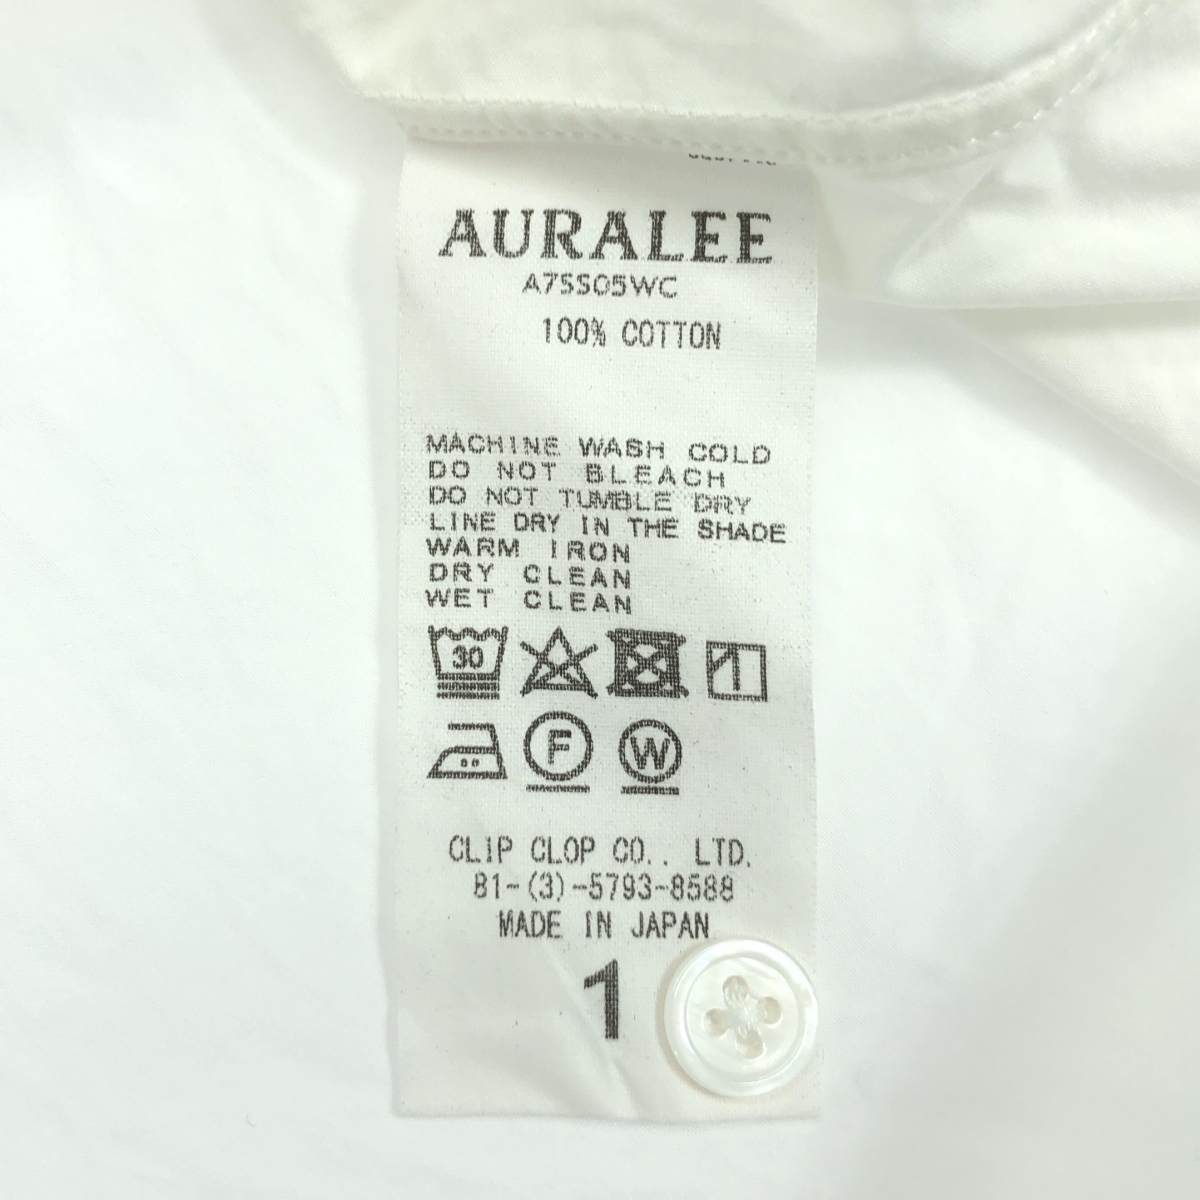 AURALEE
A7SS05WC
100% COTTON
MACHINE WASH COLD
DO NOT BLEACH
DO NOT TUMBLE DRY
LINE DRY IN THE SHADE
WARM IRON
DRY CLEAN
WET CLEAN
30
F W
CLIP CLOP CO., LTD.
81-(3)-5793-8588
MADE IN JAPAN
1